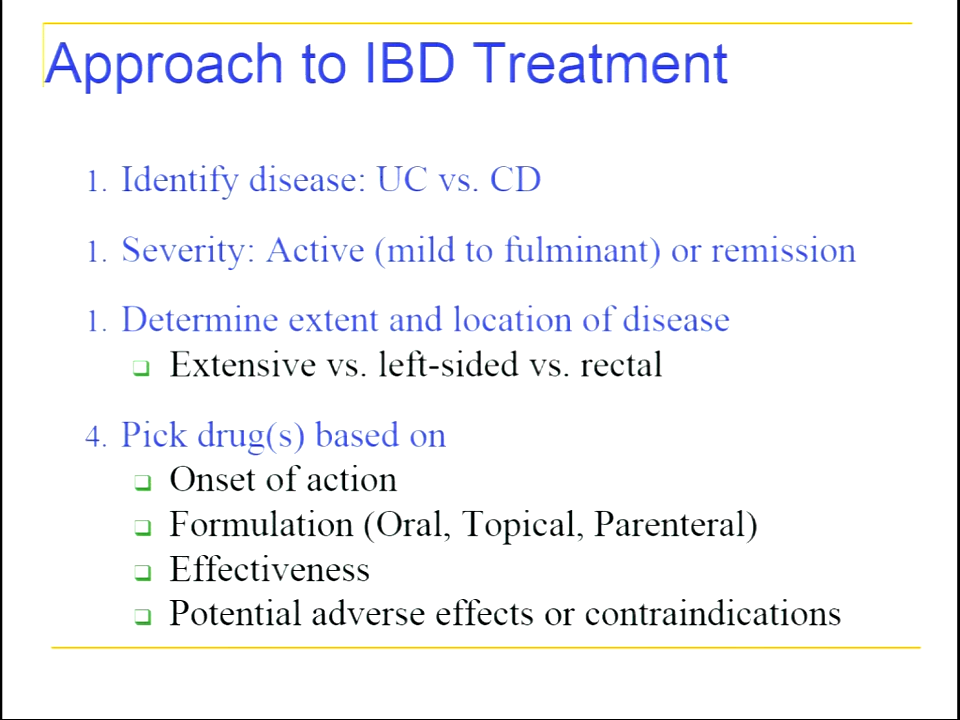 Approach to IBD Treatment
1. Identify disease: UC vs. CD
1. Severity: Active (mild to fulminant) or remission
1. Determine extent and location of disease
❑ Extensive vs. left-sided vs. rectal
4. Pick drug(s) based on
❑ Onset of action
❑ Formulation (Oral, Topical, Parenteral)
❑ Effectiveness
❑ Potential adverse effects or contraindications